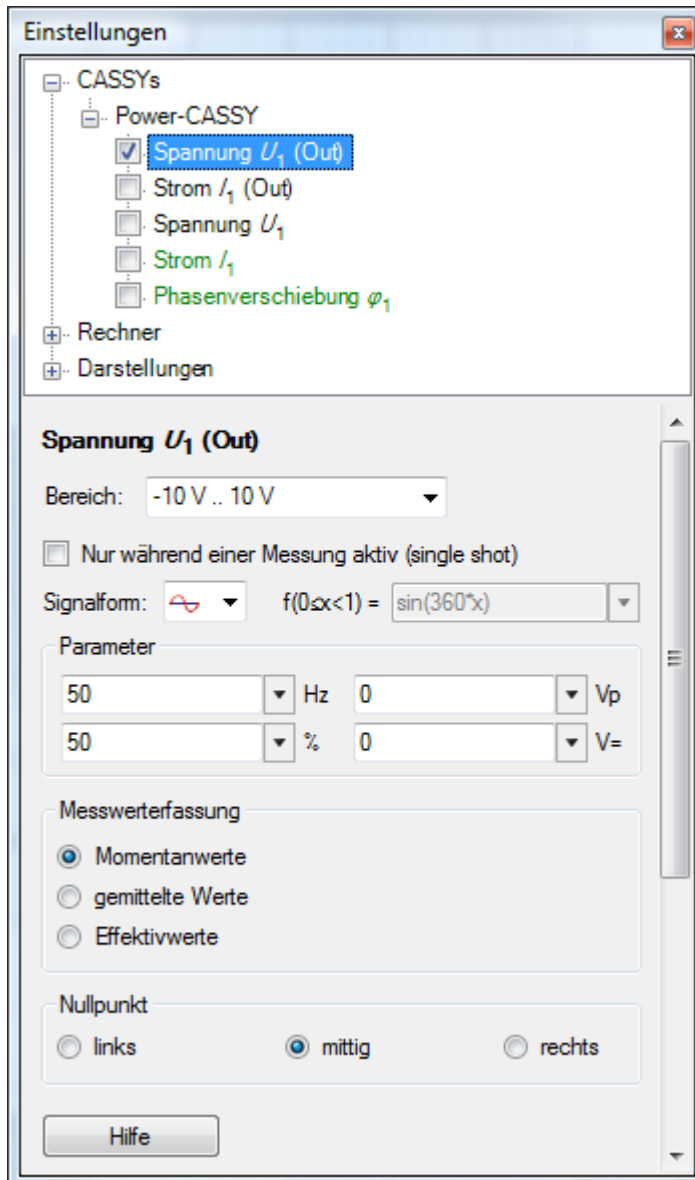 Einstellungen
CASSYs
Power-CASSY
Spannung U1 (Out)
Strom I1 (Out)
Spannung U1
Strom I1
Phasenverschiebung φ1
Rechner
Darstellungen
Spannung U1 (Out)
Bereich: -10 V .. 10 V
Nur während einer Messung aktiv (single shot)
Signalform: f(0≤x<1) = sin(360*x)
Parameter
50 Hz 0 Vp
50 % 0 V=
Messwerterfassung
Momentanwerte
gemittelte Werte
Effektivwerte
Nullpunkt
links mittig rechts
Hilfe